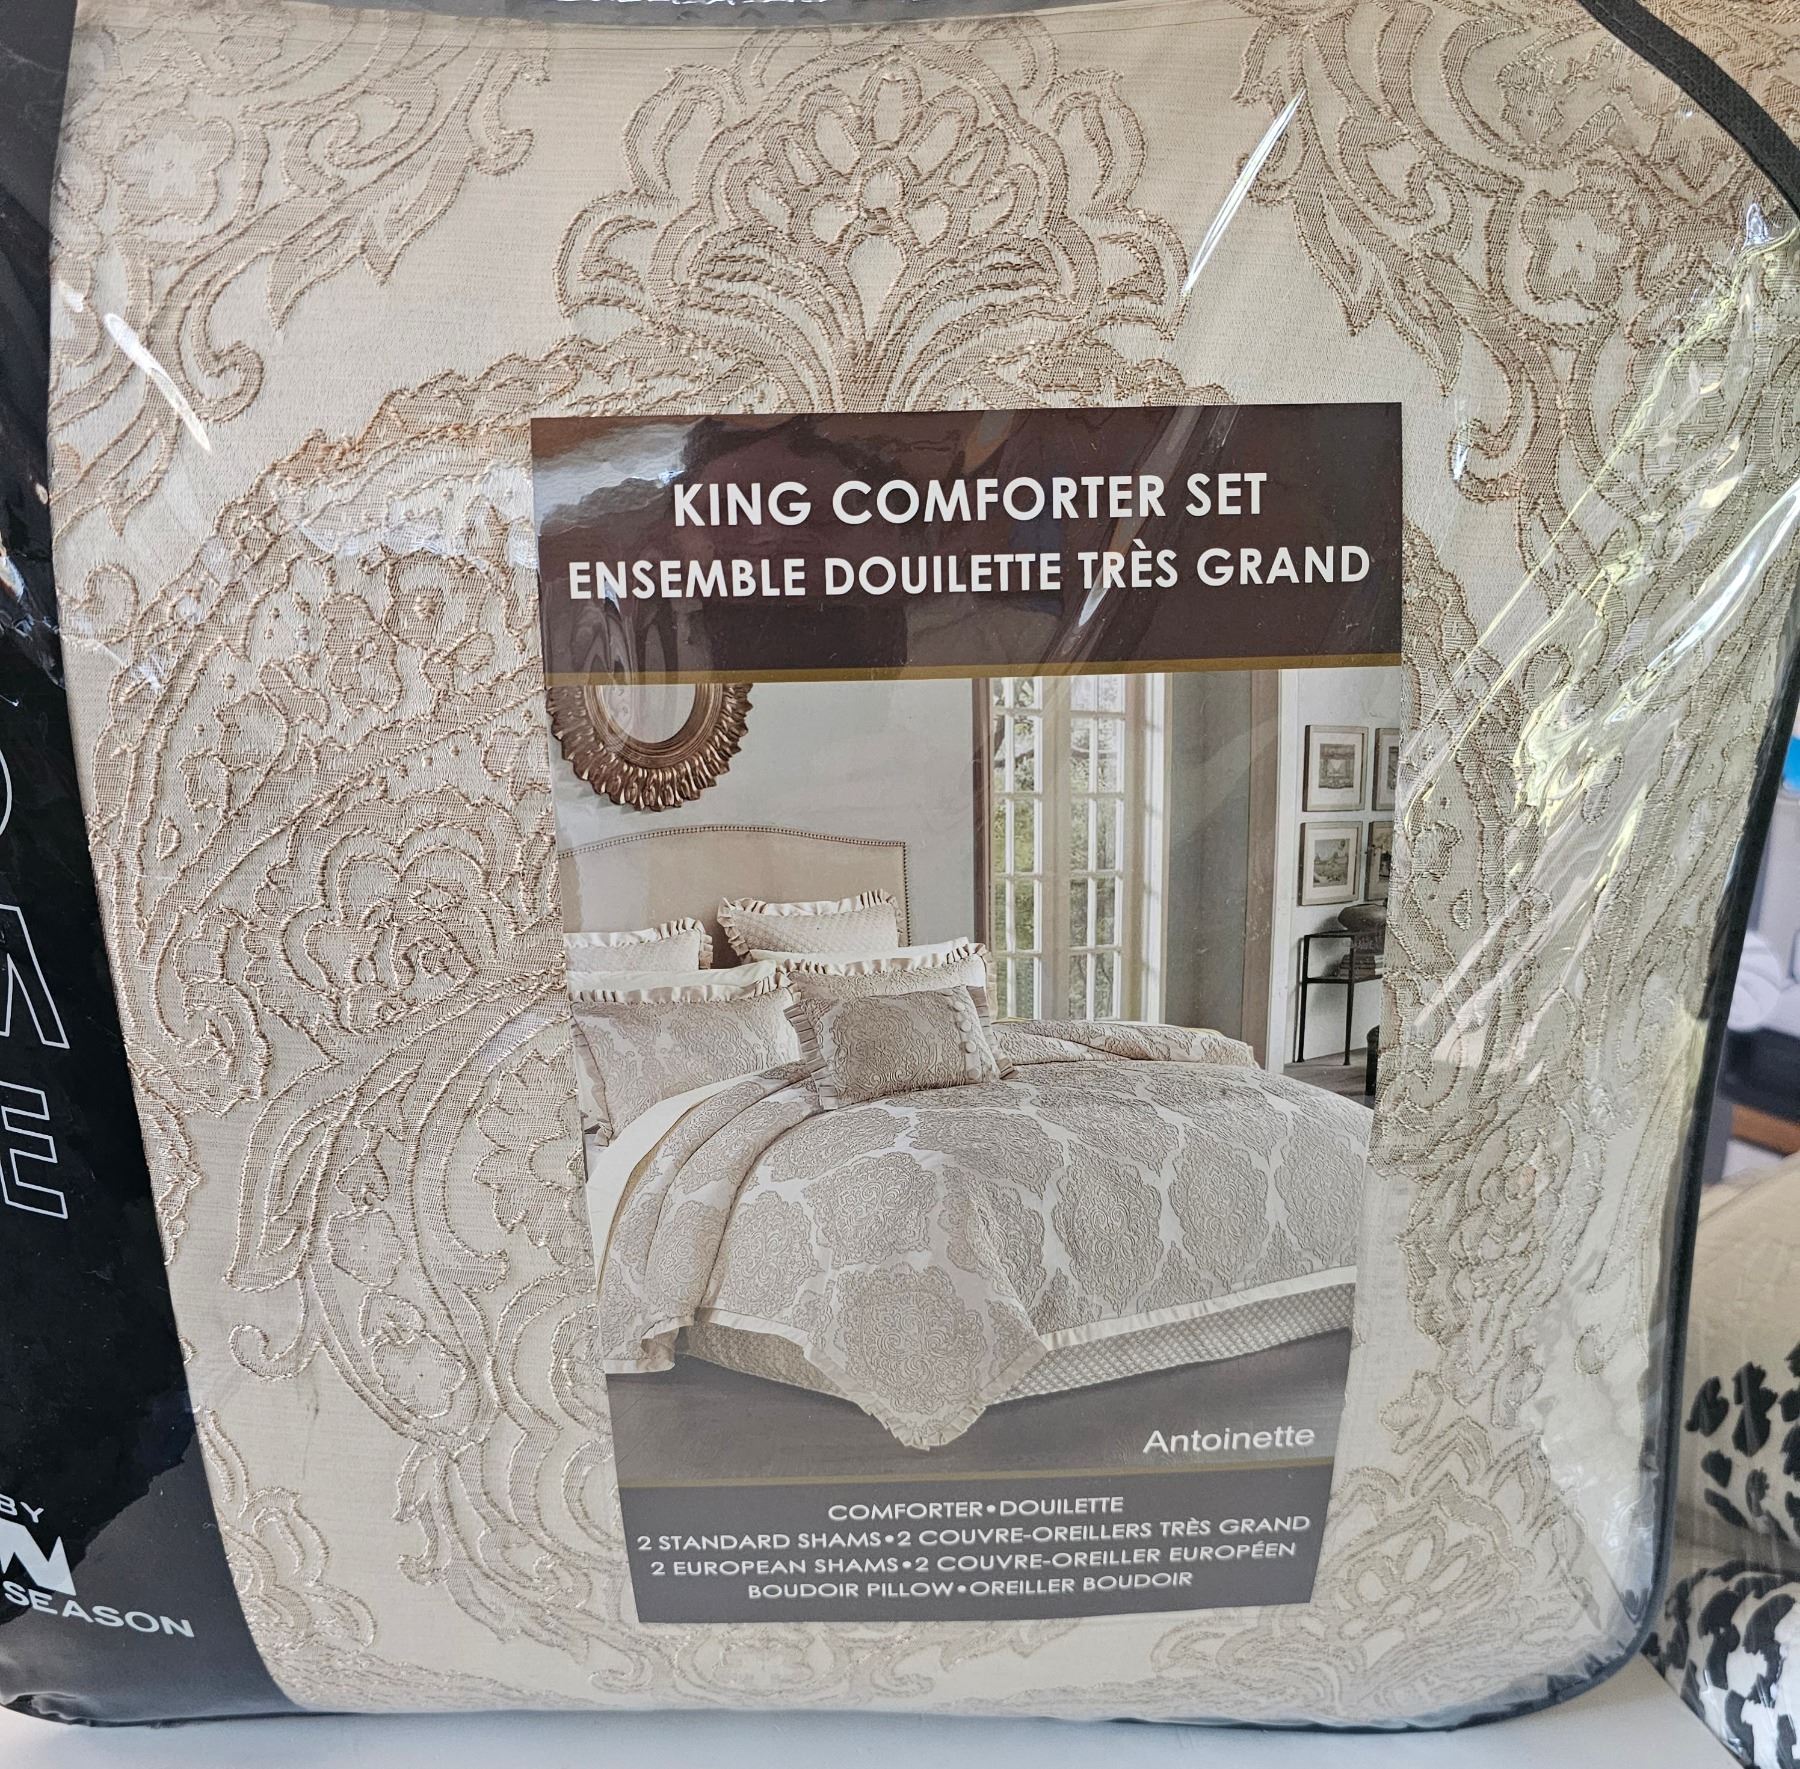 KING COMFORTER SET
ENSEMBLE DOUILETTE TRÈS GRAND
Antoinette
COMFORTER•DOUILETTE
2 STANDARD SHAMS•2 COUVRE-OREILLERS TRÈS GRAND
2 EUROPEAN SHAMS•2 COUVRE-OREILLER EUROPÉEN
BOUDOIR PILLOW•OREILLER BOUDOIR
BY
SEASON